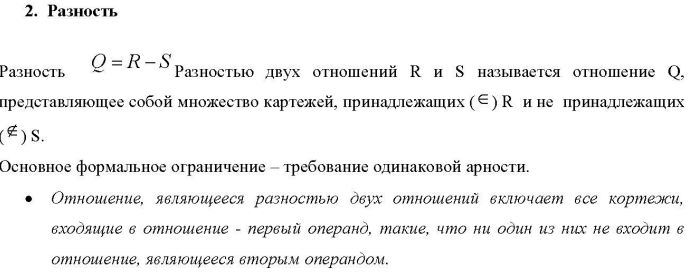 2. Разность
Разность Q = R − S Разностью двух отношений R и S называется отношение Q,
представляющее собой множество картежей, принадлежащих (∈) R и не принадлежащих
(∉) S.
Основное формальное ограничение – требование одинаковой арности.
• Отношение, являющееся разностью двух отношений включает все кортежи,
входящие в отношение - первый операнд, такие, что ни один из них не входит в
отношение, являющееся вторым операндом.